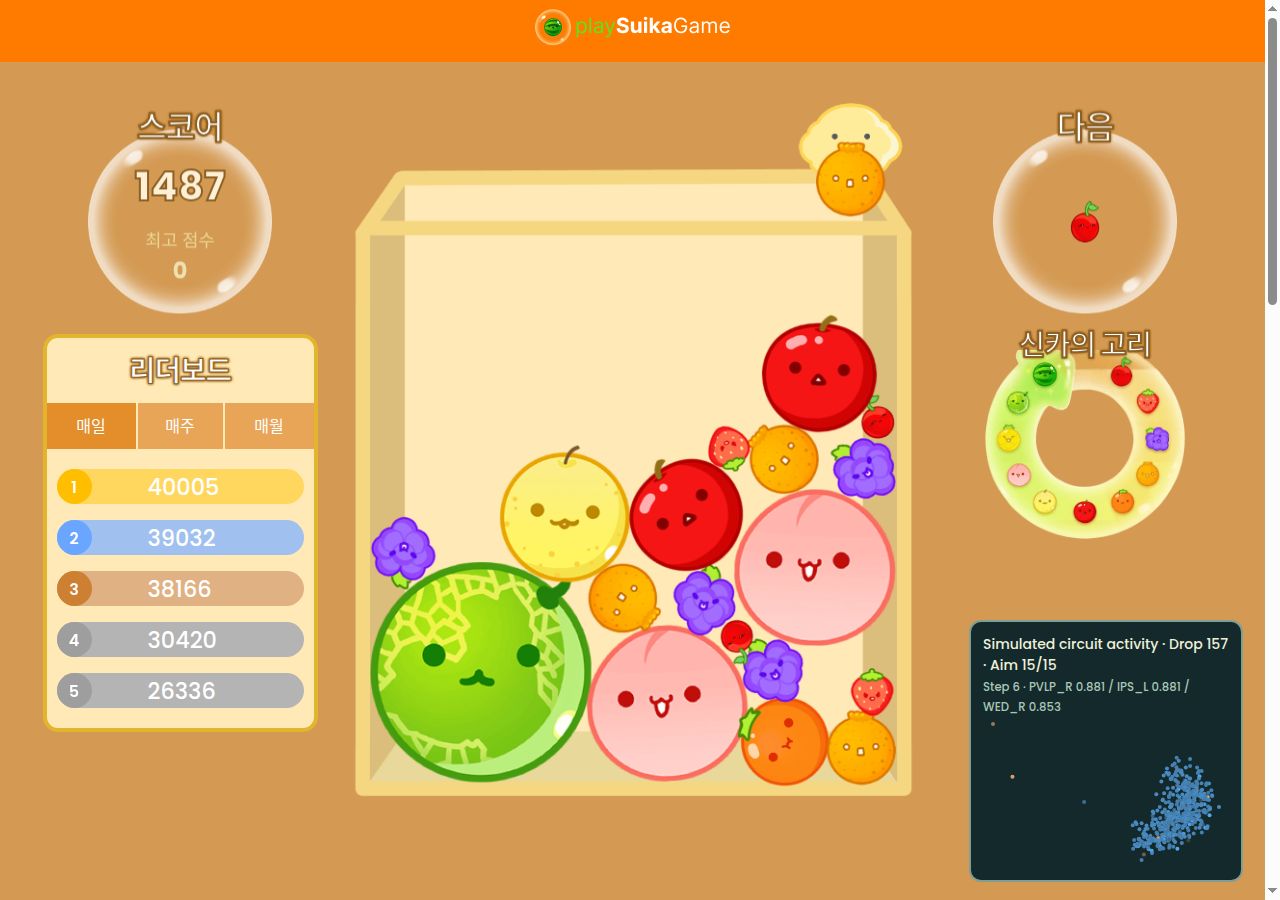 playSuikaGame
스코어
1487
최고 점수
0
다음
신카의 고리
리더보드
매일 매주 매월
1 40005
2 39032
3 38166
4 30420
5 26336
Simulated circuit activity · Drop 157
· Aim 15/15
Step 6 · PVLP_R 0.881 / IPS_L 0.881 /
WED_R 0.853